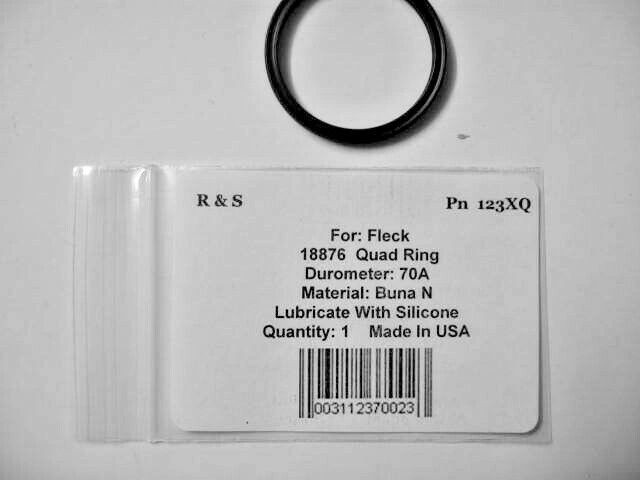 R & S Pn 123XQ
For: Fleck
18876 Quad Ring
Durometer: 70A
Material: Buna N
Lubricate With Silicone
Quantity: 1 Made In USA
003112370023